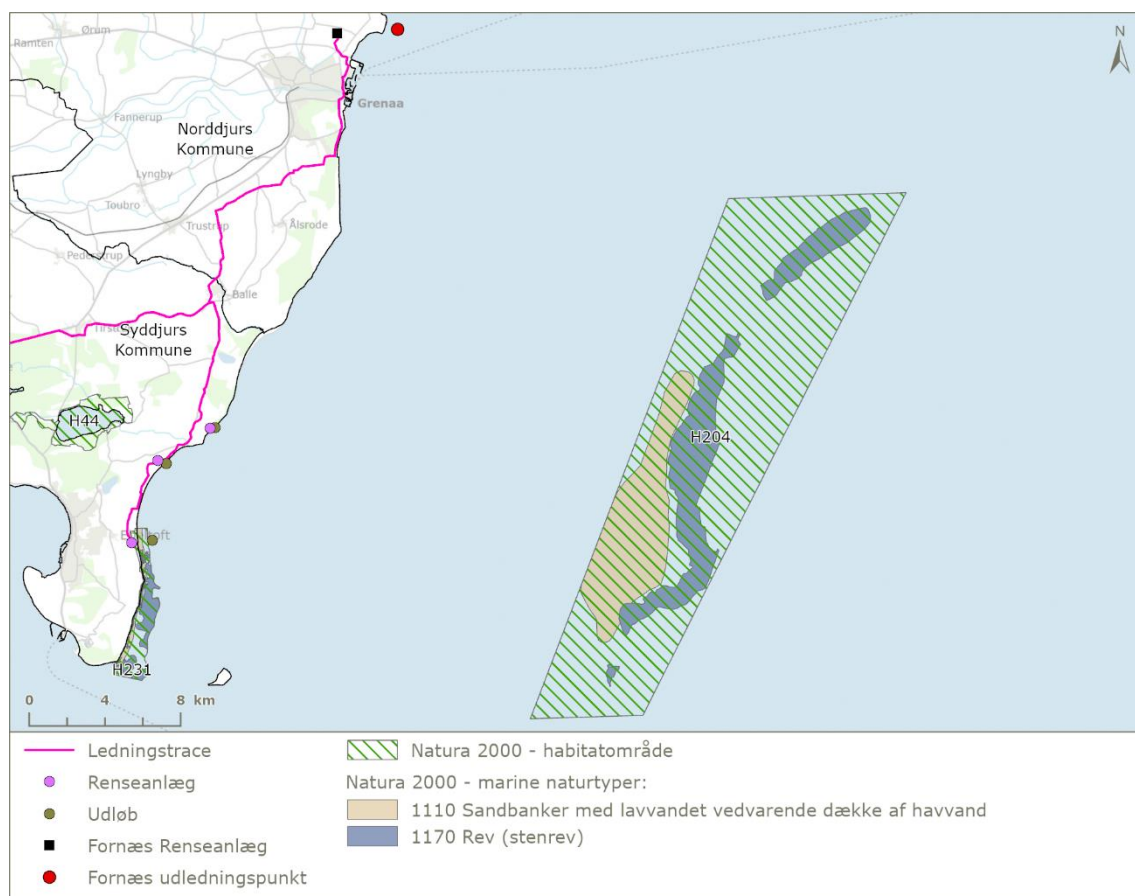 Ørum
Ramten
N
Grenaa
Fannerup
Norddjurs
Kommune
Lyngby
Toubro
Trustrup
Ålsrode
Pederstrup
Balle
Syddjurs
Kommune
H44
H204
H231
0 4 8 km
Ledningstrace
Renseanlæg
Udløb
Fornæs Renseanlæg
Fornæs udledningspunkt
Natura 2000 - habitatområde
Natura 2000 - marine naturtyper:
1110 Sandbanker med lavvandet vedvarende dække af havvand
1170 Rev (stenrev)